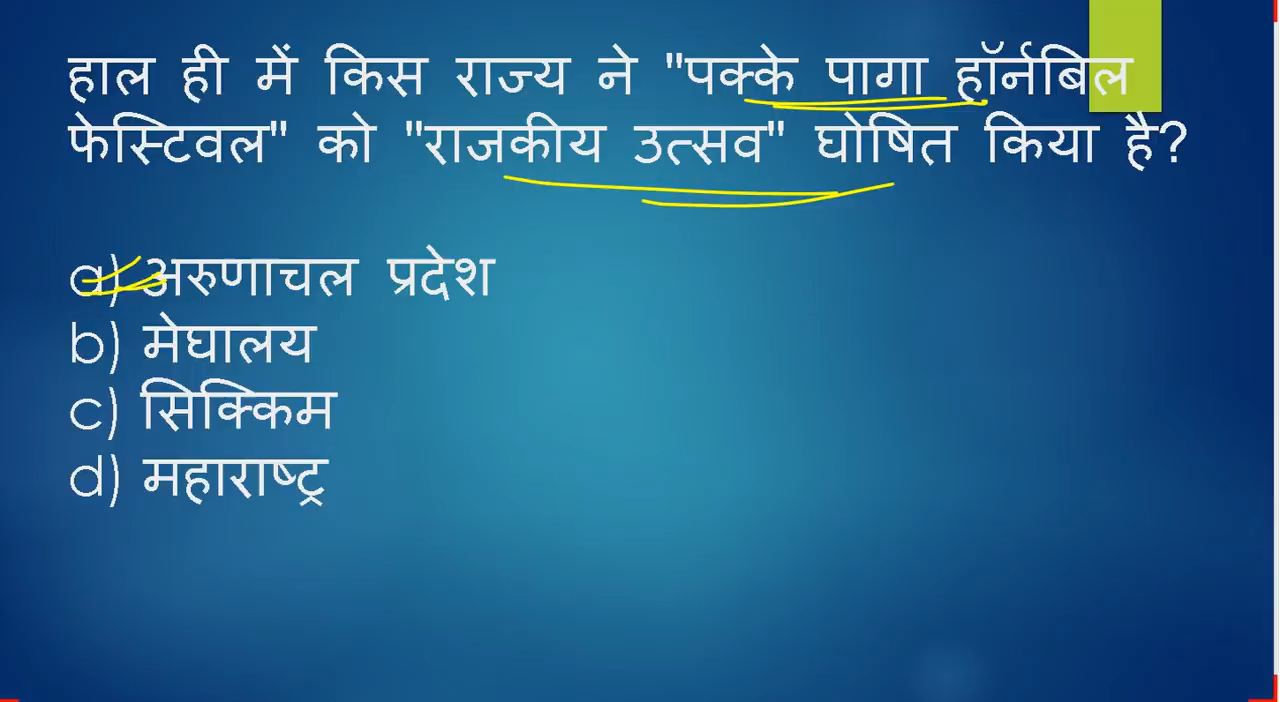 हाल ही में किस राज्य ने "पक्के पागा हॉर्नबिल
फेस्टिवल" को "राजकीय उत्सव" घोषित किया है?
a) अरुणाचल प्रदेश
b) मेघालय
c) सिक्किम
d) महाराष्ट्र